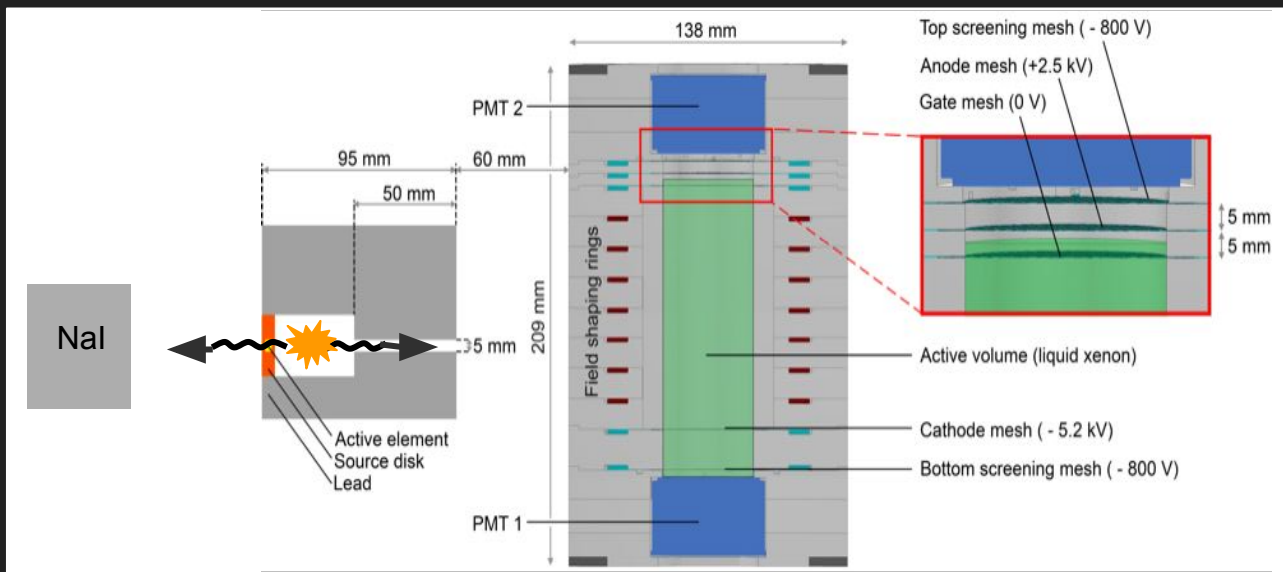 138 mm
Top screening mesh ( - 800 V)
Anode mesh (+2.5 kV)
Gate mesh (0 V)
PMT 2
95 mm
60 mm
50 mm
5 mm
5 mm
209 mm
Field shaping rings
NaI
5 mm
Active volume (liquid xenon)
Active element
Source disk
Lead
Cathode mesh ( - 5.2 kV)
Bottom screening mesh ( - 800 V)
PMT 1